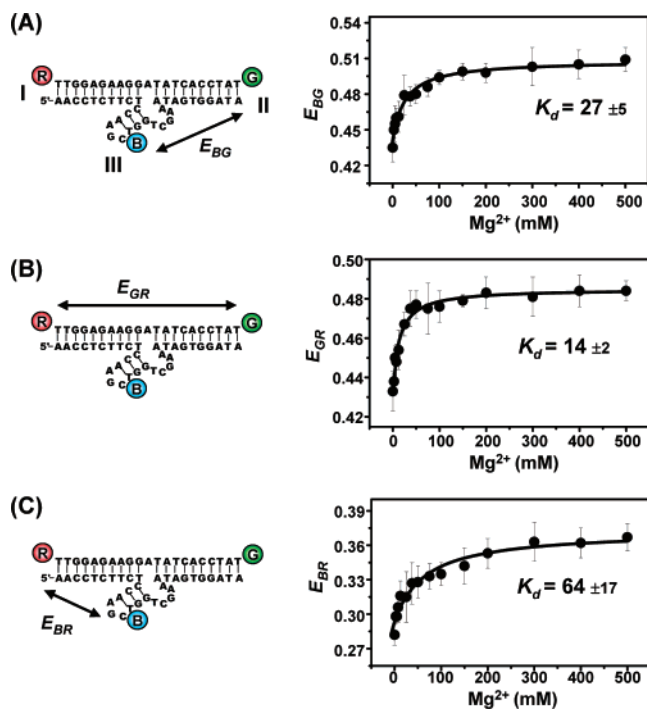 (A)
R
TTGGAGAAGGATATCACCTAT
G
I
5'-AACCTCTTCT ATAGTGGATA
II
B
III
E_BG
E_BG
0.54
0.51
0.48
0.45
0.42
K_d = 27 ±5
0 100 200 300 400 500
Mg²⁺ (mM)
(B)
E_GR
R
TTGGAGAAGGATATCACCTAT
G
5'-AACCTCTTCT ATAGTGGATA
B
E_GR
0.50
0.48
0.46
0.44
0.42
K_d = 14 ±2
0 100 200 300 400 500
Mg²⁺ (mM)
(C)
R
TTGGAGAAGGATATCACCTAT
G
5'-AACCTCTTCT ATAGTGGATA
B
E_BR
E_BR
0.39
0.36
0.33
0.30
0.27
K_d = 64 ±17
0 100 200 300 400 500
Mg²⁺ (mM)